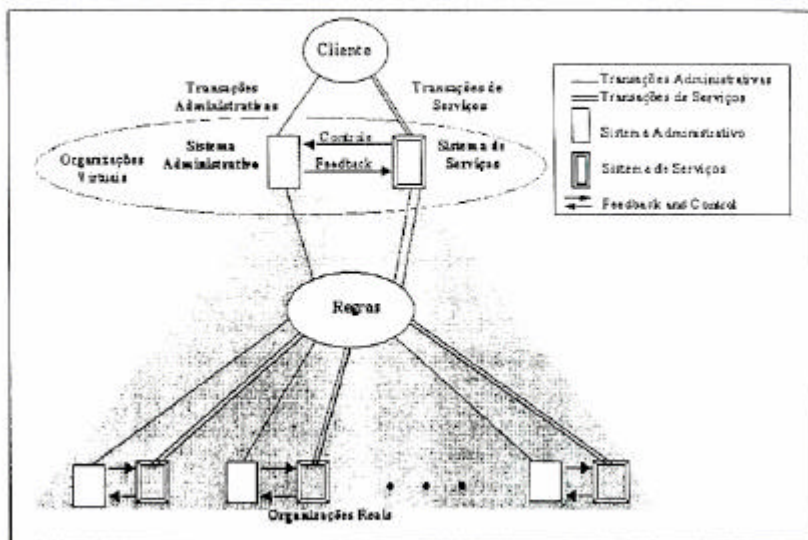 Cliente
Transações
Administrativas
Transações de
Serviços
Organizações
Virtuais
Sistema
Administrativo
Controle
Feedback
Sistema de
Serviços
Transações Administrativas
Transações de Serviços
Sistema Administrativo
Sistema de Serviços
Feedback and Control
Regras
Organizações Reais